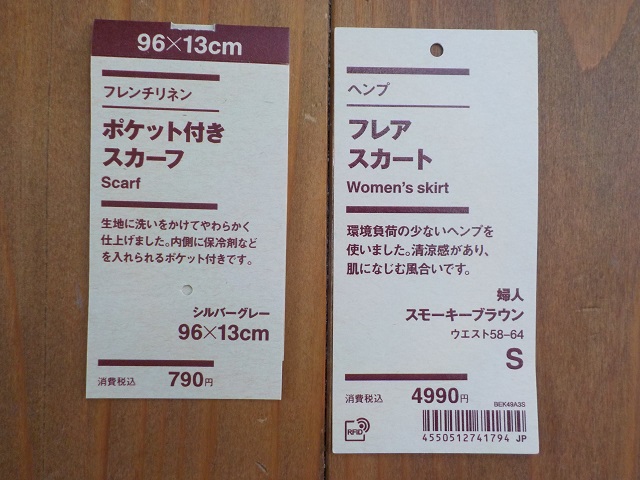 96×13cm
フレンチリネン
ポケット付き
スカーフ
Scarf
生地に洗いをかけてやわらかく
仕上げました。内側に保冷剤など
を入れられるポケット付きです。
シルバーグレー
96×13cm
消費税込 790円
ヘンプ
フレア
スカート
Women's skirt
環境負荷の少ないヘンプを
使いました。清涼感があり、
肌になじむ風合いです。
婦人
スモーキーブラウン
ウエスト58-64
S
消費税込 4990円
BEK49A3S
RFID
4550512741794 JP